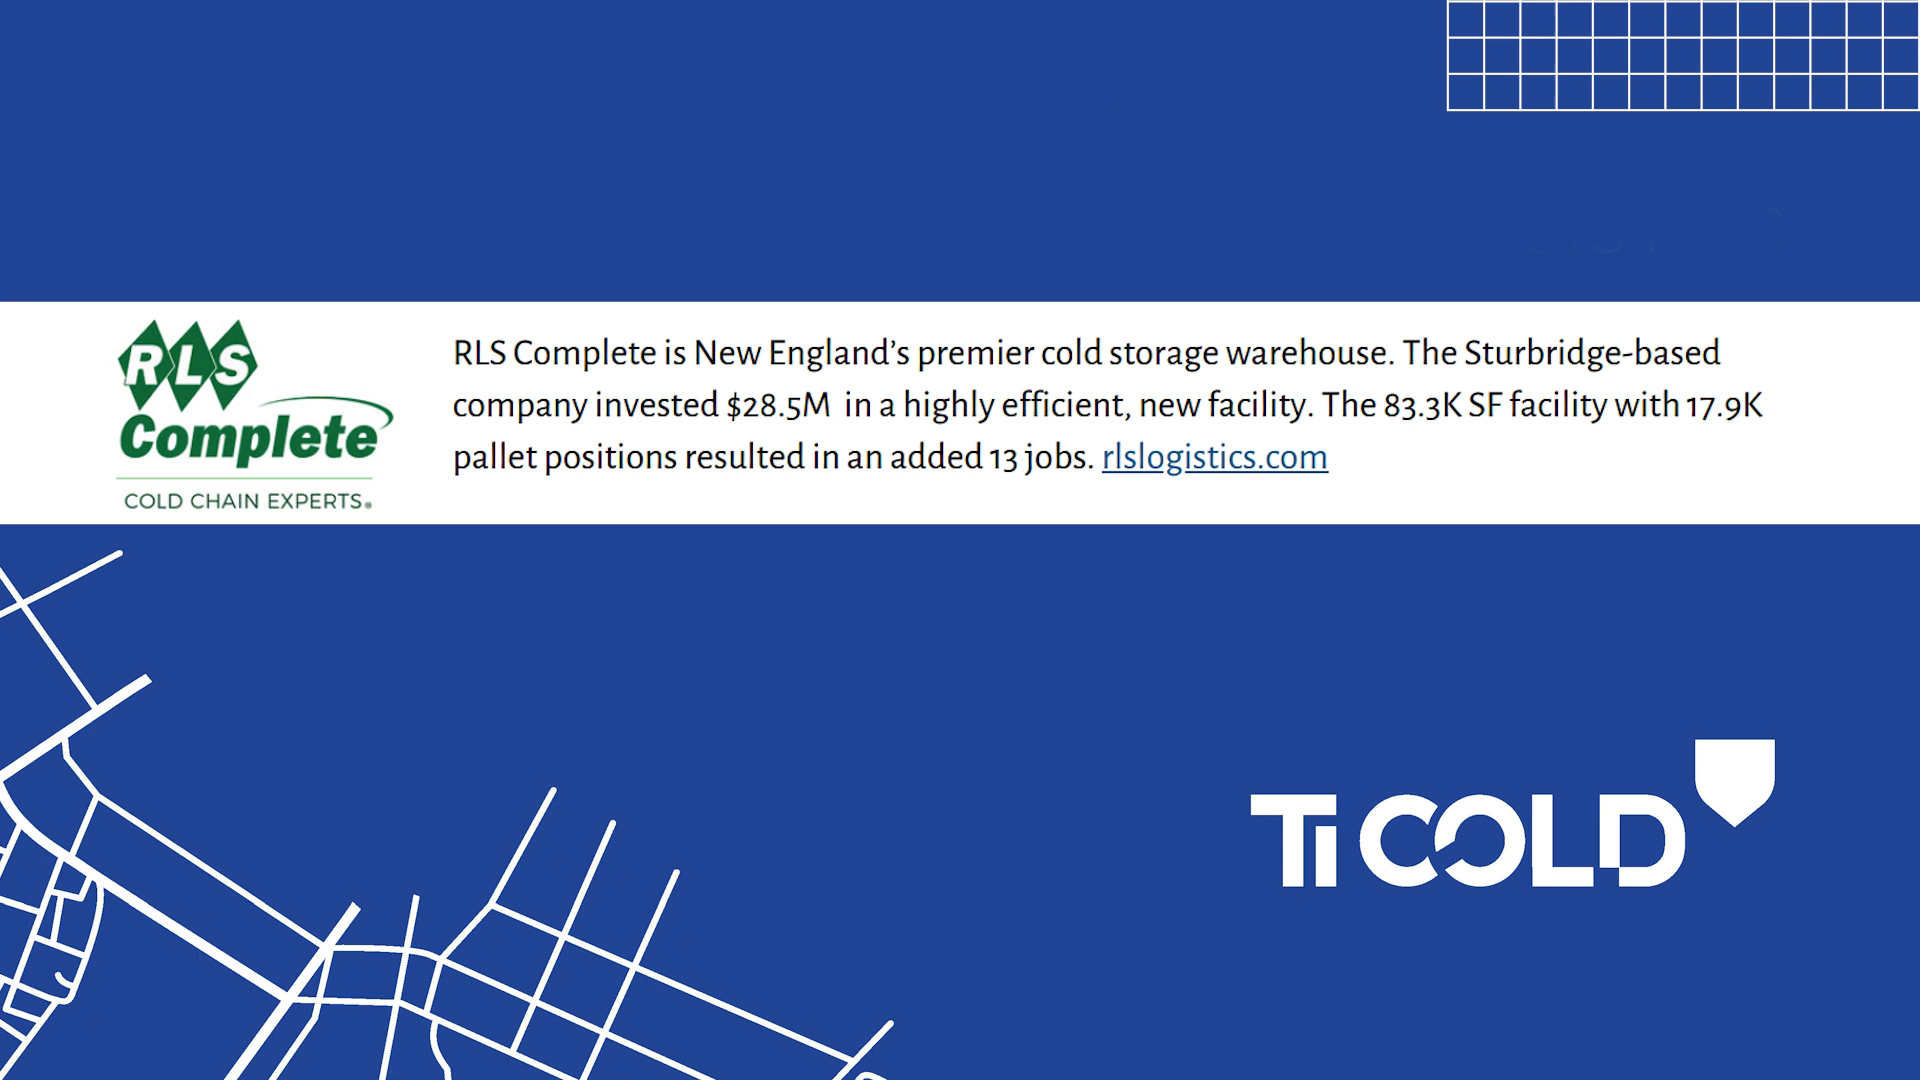 RLS
Complete
COLD CHAIN EXPERTS®
RLS Complete is New England’s premier cold storage warehouse. The Sturbridge-based
company invested $28.5M in a highly efficient, new facility. The 83.3K SF facility with 17.9K
pallet positions resulted in an added 13 jobs. rlslogistics.com
Ti COLD